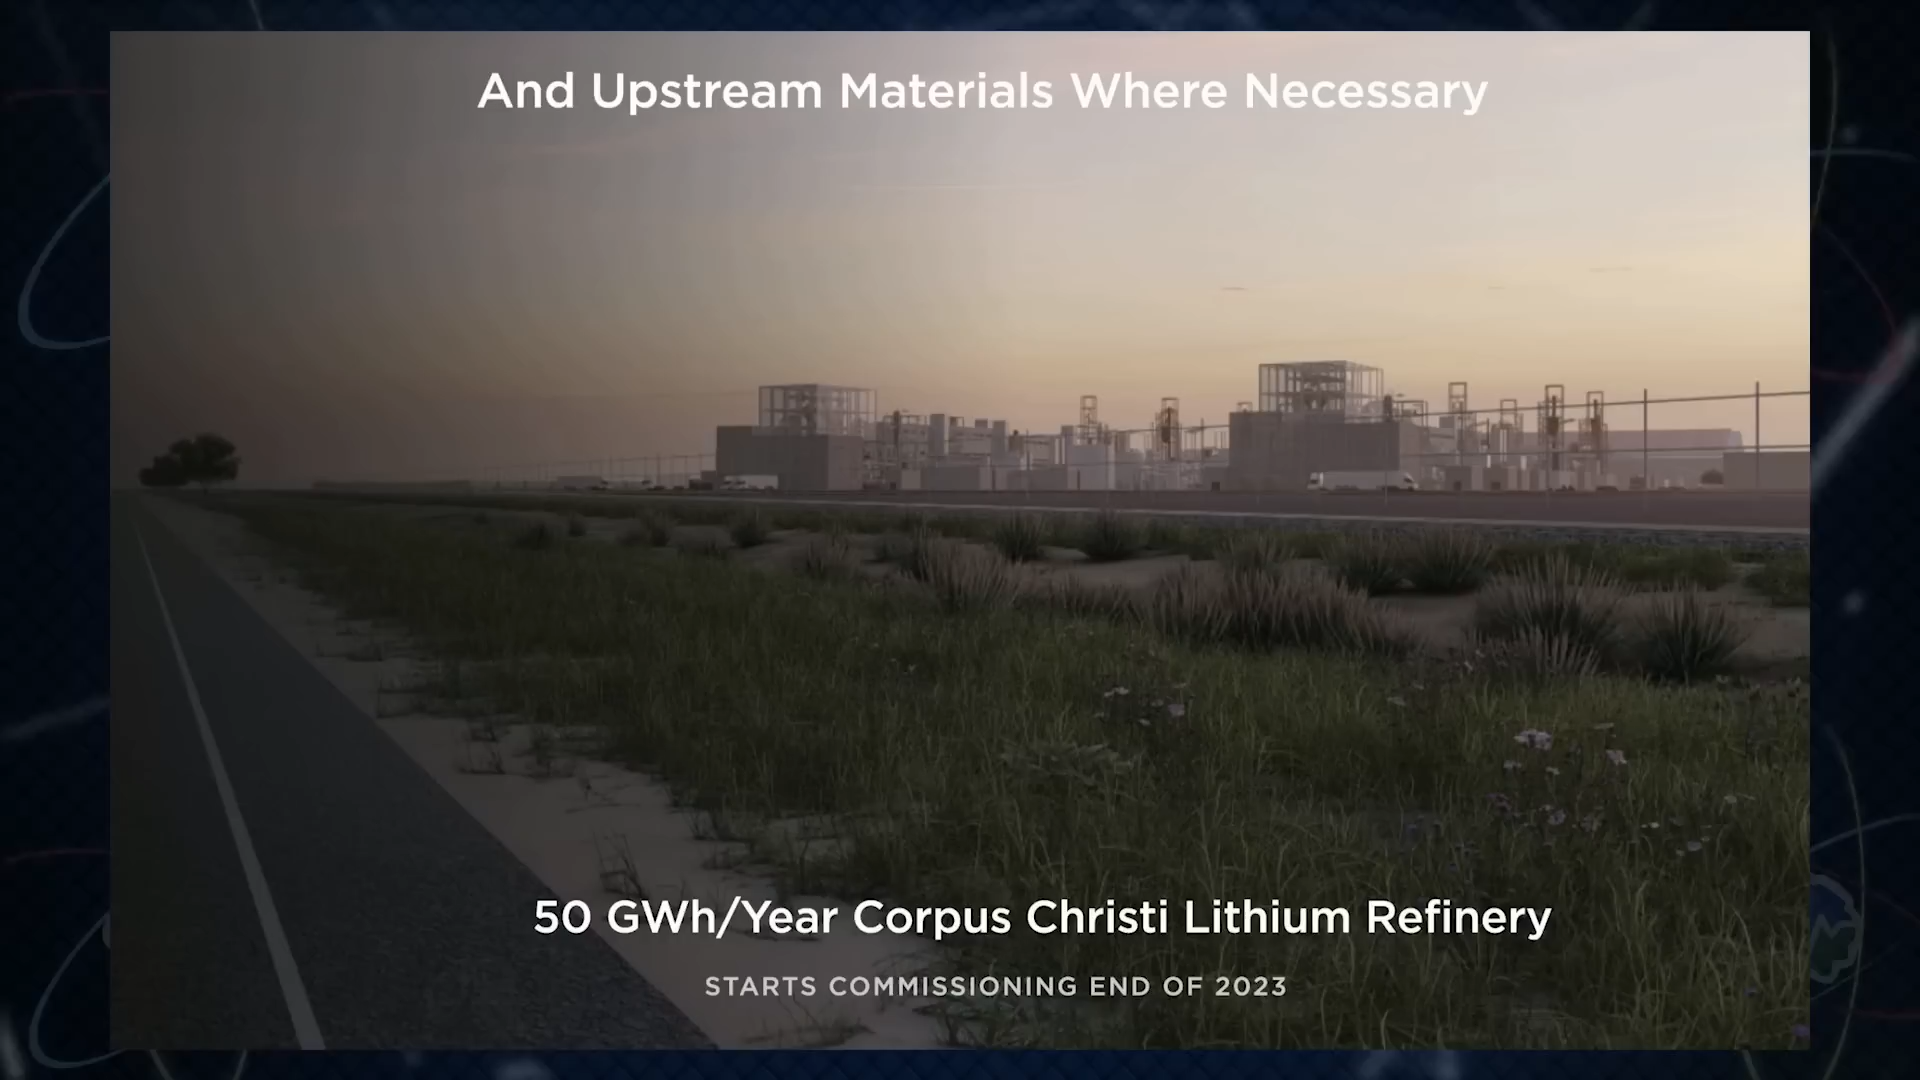 And Upstream Materials Where Necessary
50 GWh/Year Corpus Christi Lithium Refinery
STARTS COMMISSIONING END OF 2023